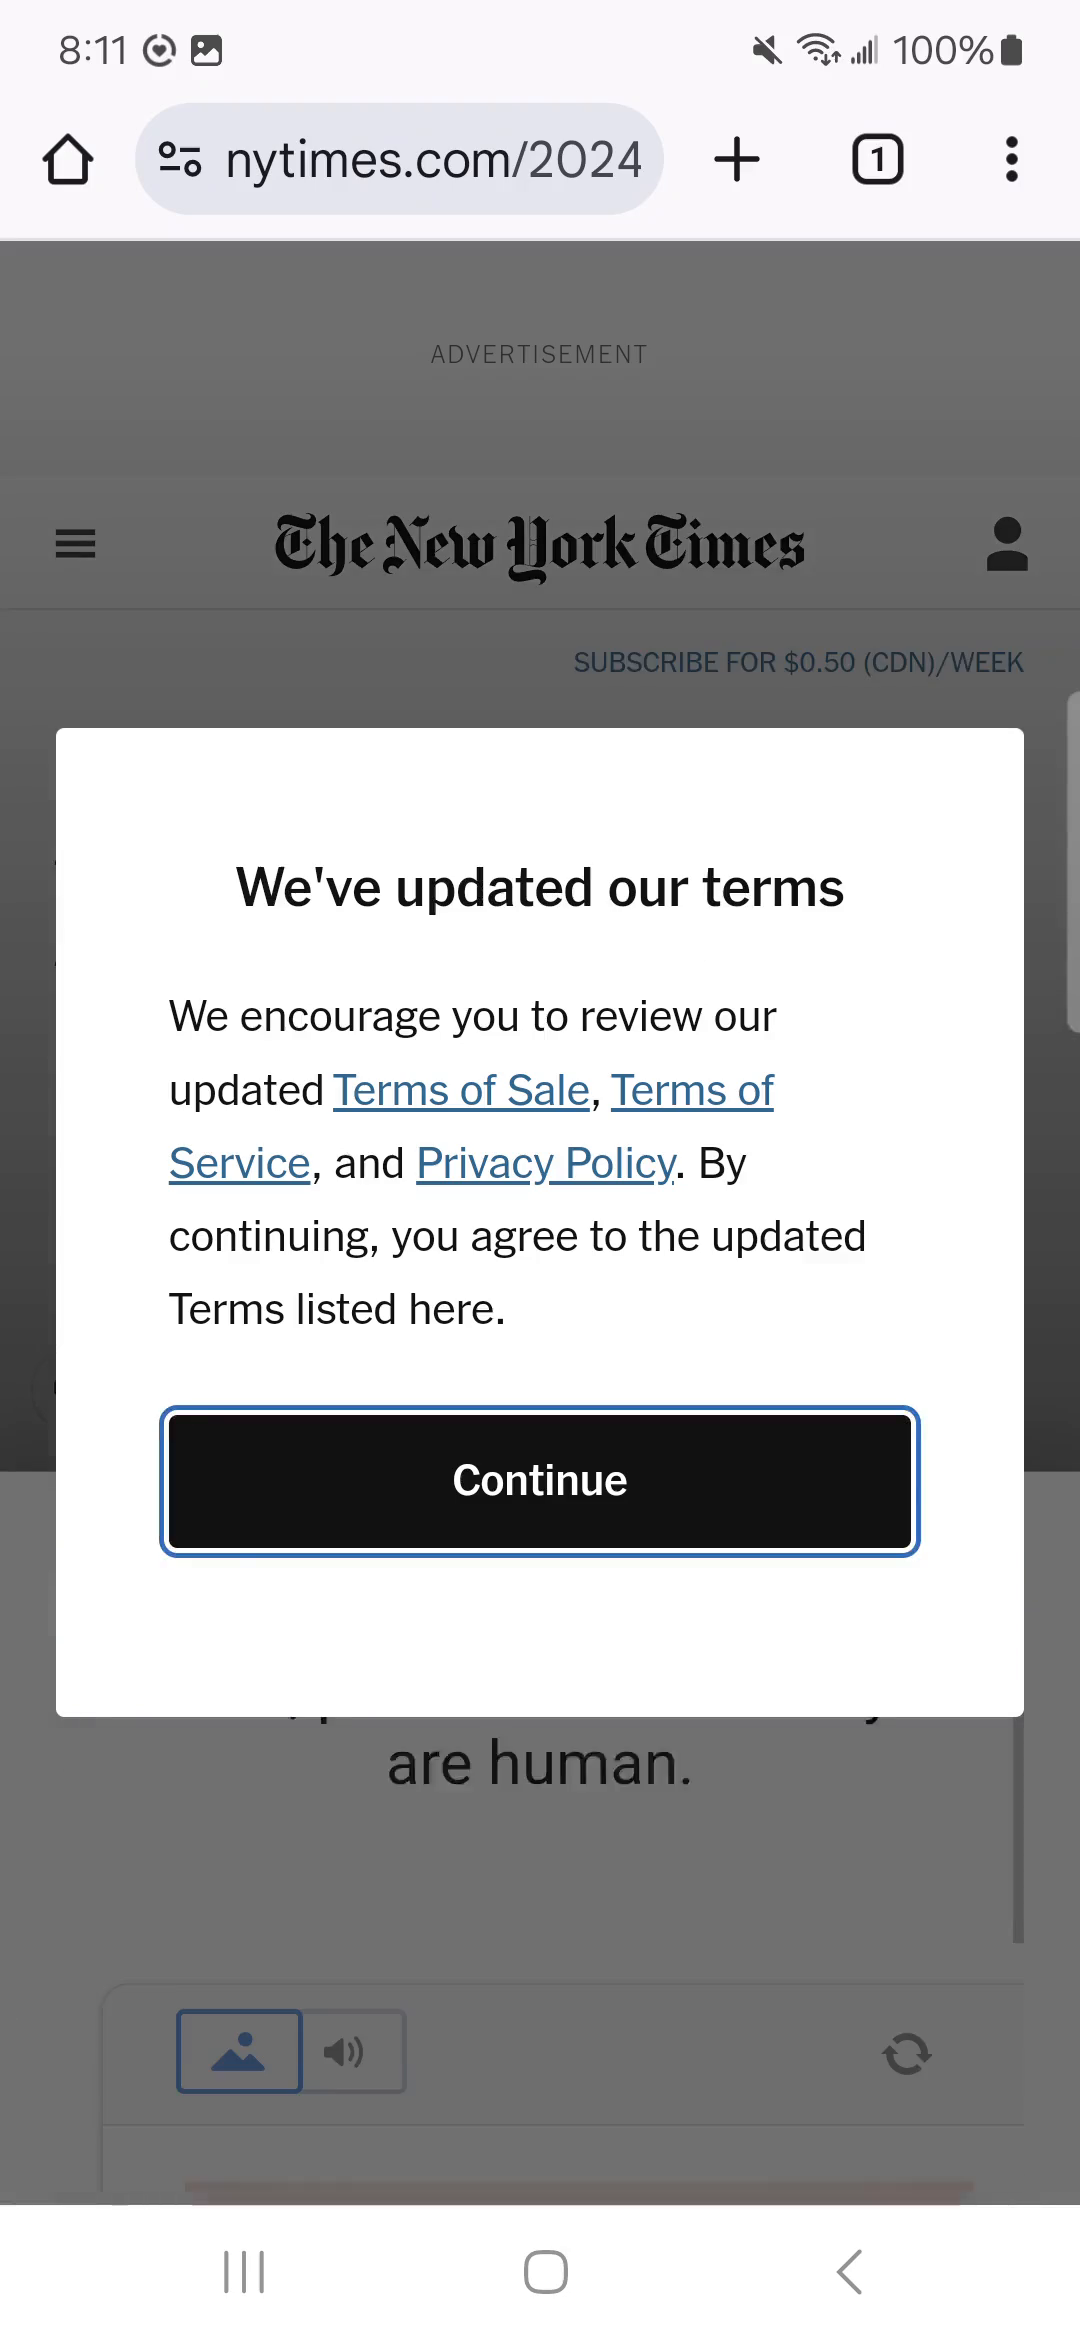 8:11
100%
nytimes.com/2024
1
ADVERTISEMENT
The New York Times
SUBSCRIBE FOR $0.50 (CDN)/WEEK
We've updated our terms
We encourage you to review our
updated Terms of Sale, Terms of
Service, and Privacy Policy. By
continuing, you agree to the updated
Terms listed here.
Continue
are human.